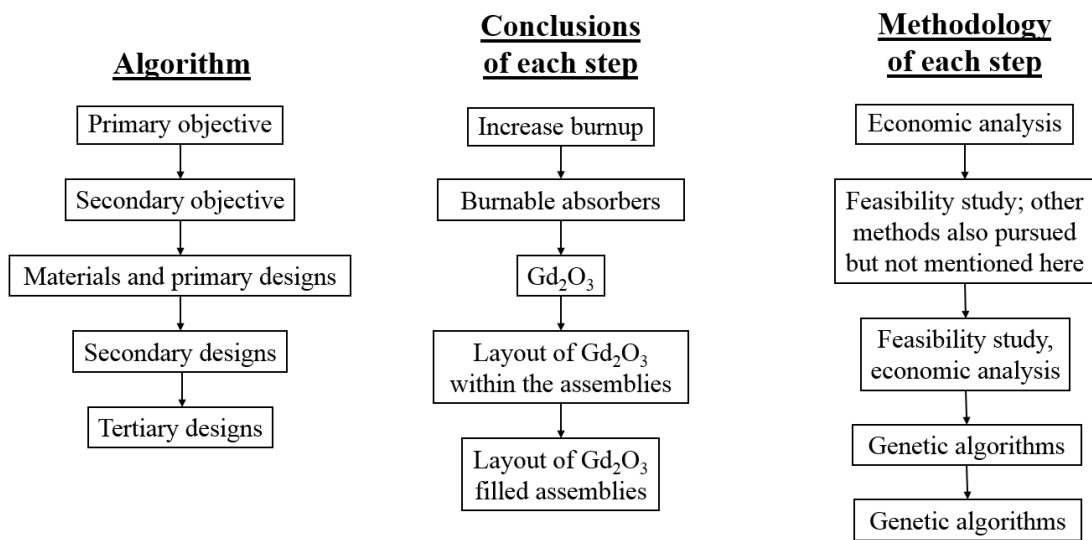 Algorithm
Primary objective
Secondary objective
Materials and primary designs
Secondary designs
Tertiary designs
Conclusions
of each step
Increase burnup
Burnable absorbers
Gd₂O₃
Layout of Gd₂O₃
within the assemblies
Layout of Gd₂O₃
filled assemblies
Methodology
of each step
Economic analysis
Feasibility study; other
methods also pursued
but not mentioned here
Feasibility study,
economic analysis
Genetic algorithms
Genetic algorithms